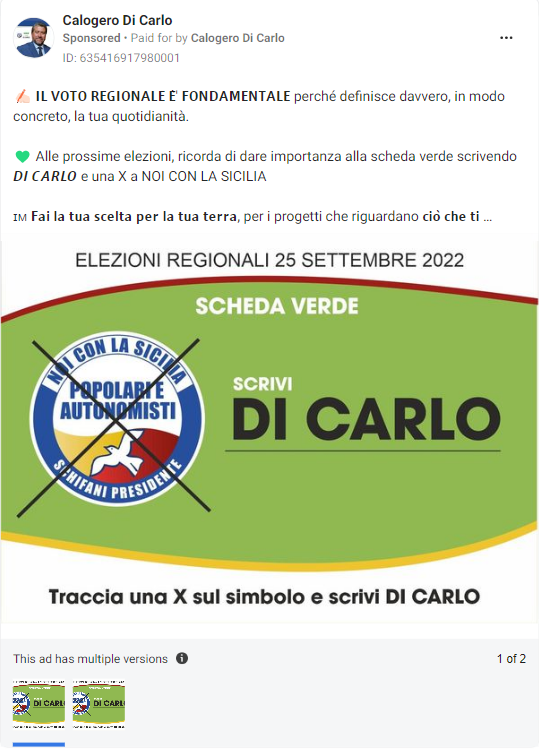 Calogero Di Carlo
Sponsored • Paid for by Calogero Di Carlo
ID: 635416917980001
✍🏻 IL VOTO REGIONALE È' FONDAMENTALE perché definisce davvero, in modo
concreto, la tua quotidianità.
💚 Alle prossime elezioni, ricorda di dare importanza alla scheda verde scrivendo
DI CARLO e una X a NOI CON LA SICILIA
ɪᴍ Fai la tua scelta per la tua terra, per i progetti che riguardano ciò che ti ...
ELEZIONI REGIONALI 25 SETTEMBRE 2022
SCHEDA VERDE
NOI CON LA SICILIA
POPOLARI E
AUTONOMISTI
SCHIFANI PRESIDENTE
SCRIVI
DI CARLO
Traccia una X sul simbolo e scrivi DI CARLO
This ad has multiple versions
1 of 2
DI CARL
DI CARL